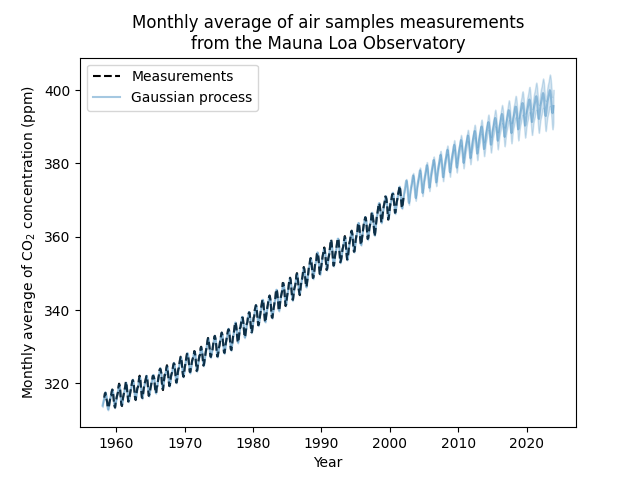 Monthly average of air samples measurements
from the Mauna Loa Observatory
Measurements
Gaussian process
Monthly average of CO₂ concentration (ppm)
400
380
360
340
320
1960 1970 1980 1990 2000 2010 2020
Year